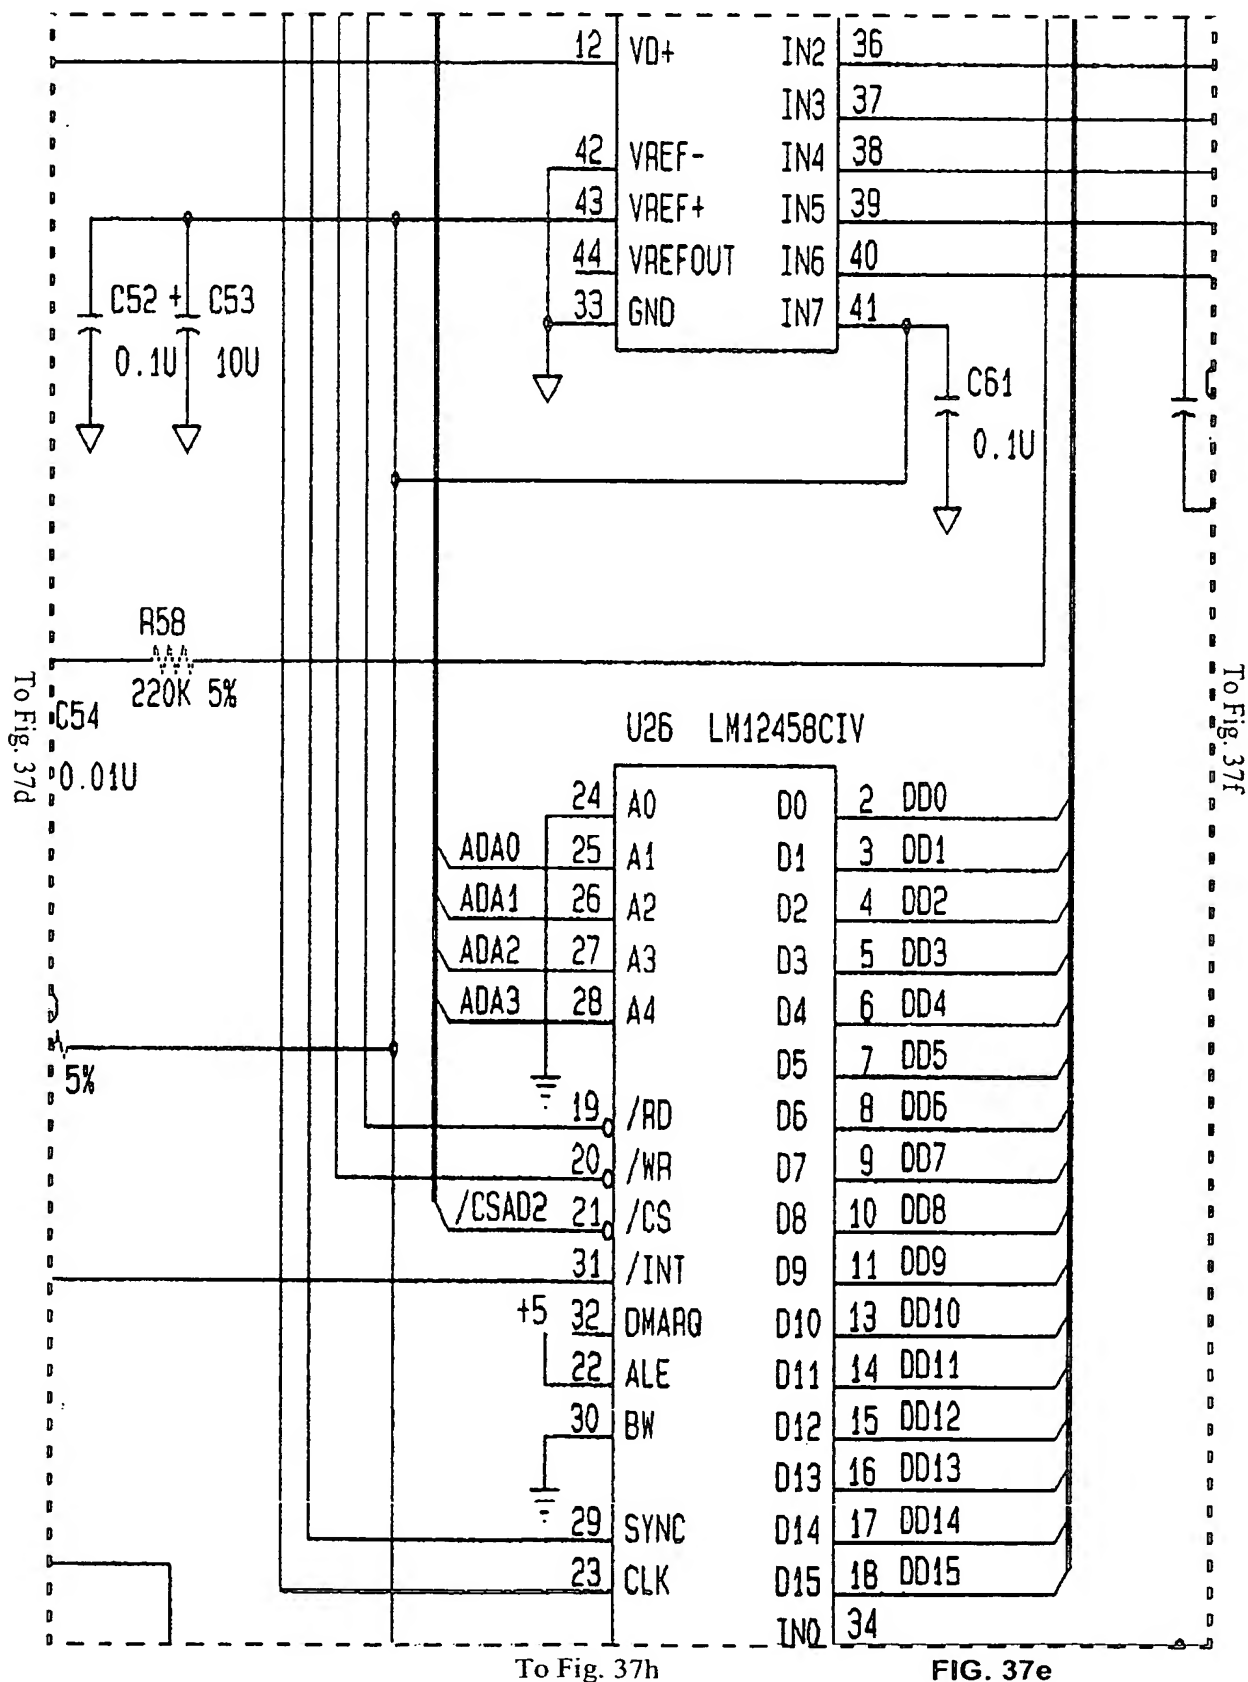 12 VD+ IN2 36
IN3 37
42 VREF- IN4 38
43 VREF+ IN5 39
44 VREFOUT IN6 40
33 GND IN7 41
C52 + C53
0.1U 10U
C61
0.1U
R58
220K 5%
C54
0.01U
To Fig. 37d
To Fig. 37f
U26 LM12458CIV
24 A0 D0 2 DD0
ADA0 25 A1 D1 3 DD1
ADA1 26 A2 D2 4 DD2
ADA2 27 A3 D3 5 DD3
ADA3 28 A4 D4 6 DD4
D5 7 DD5
5%
19 /RD D6 8 DD6
20 /WR D7 9 DD7
/CSAD2 21 /CS D8 10 DD8
31 /INT D9 11 DD9
+5 32 DMARQ D10 13 DD10
22 ALE D11 14 DD11
30 BW D12 15 DD12
D13 16 DD13
29 SYNC D14 17 DD14
23 CLK D15 18 DD15
IN0 34
To Fig. 37h
FIG. 37e